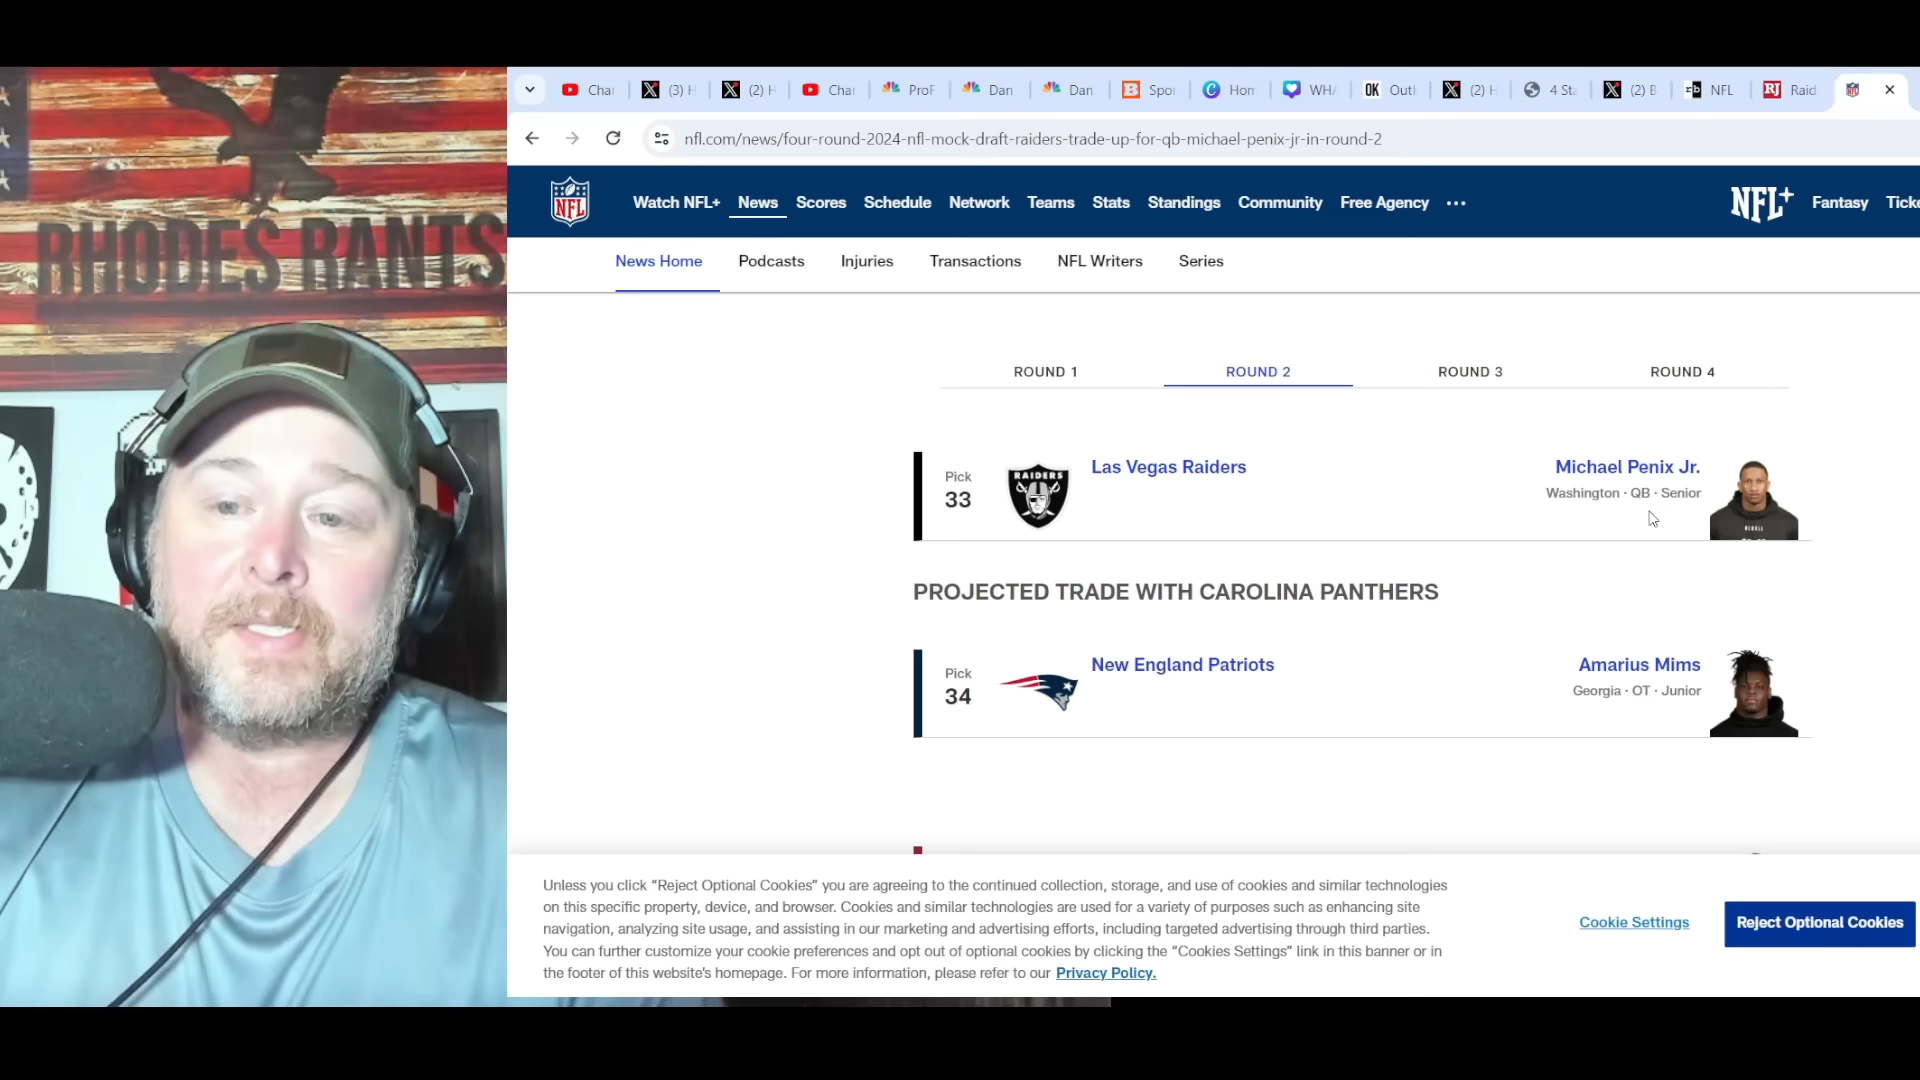 RHODES RANTS
Cha
(3) H
(2) H
Char
ProF
Dan
Dan
Spo
Hom
WHA
OK Outl
(2) H
4 Sta
(2) B
rb NFL
RJ Raid
nfl.com/news/four-round-2024-nfl-mock-draft-raiders-trade-up-for-qb-michael-penix-jr-in-round-2
NFL Watch NFL+ News Scores Schedule Network Teams Stats Standings Community Free Agency ... NFL+ Fantasy Ticke
News Home Podcasts Injuries Transactions NFL Writers Series
ROUND 1 ROUND 2 ROUND 3 ROUND 4
Pick
33
RAIDERS
Las Vegas Raiders
Michael Penix Jr.
Washington · QB · Senior
PROJECTED TRADE WITH CAROLINA PANTHERS
Pick
34
New England Patriots
Amarius Mims
Georgia · OT · Junior
Unless you click “Reject Optional Cookies” you are agreeing to the continued collection, storage, and use of cookies and similar technologies
on this specific property, device, and browser. Cookies and similar technologies are used for a variety of purposes such as enhancing site
navigation, analyzing site usage, and assisting in our marketing and advertising efforts, including targeted advertising through third parties.
You can further customize your cookie preferences and opt out of optional cookies by clicking the “Cookies Settings” link in this banner or in
the footer of this website's homepage. For more information, please refer to our Privacy Policy.
Cookie Settings
Reject Optional Cookies